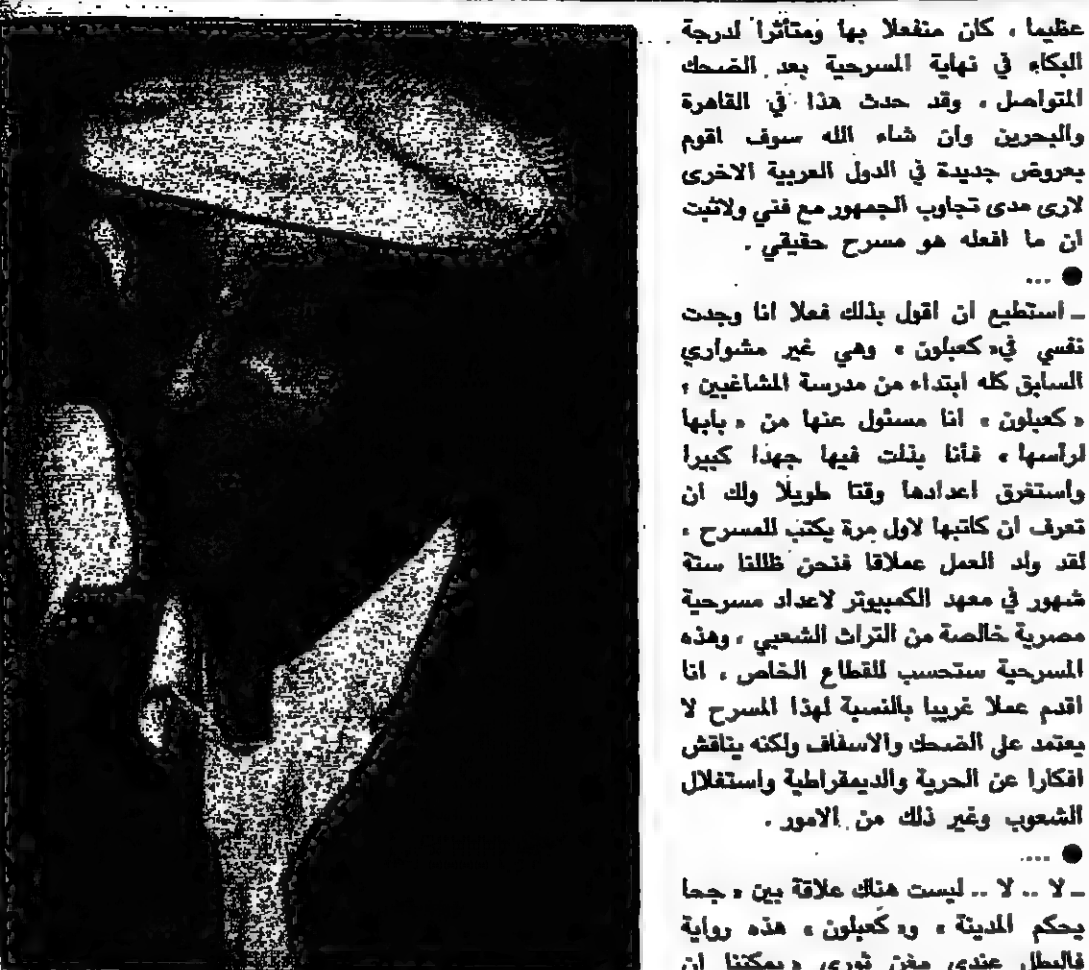 عظيما ، كان منفعلا بها ومتأثرا لدرجة
البكاء في نهاية المسرحية بعد الضحك
المتواصل ، وقد حدث هذا في القاهرة
والبحرين وان شاء الله سوف اقوم
بعروض جديدة في الدول العربية الاخرى
لارى مدى تجاوب الجمهور مع فني ولاثبت
ان ما افعله هو مسرح حقيقي .
● ...
ـ استطيع ان اقول بذلك فعلا انا وجدت
نفسي في « كعبلون » وهي غير مشواري
السابق كله ابتداء من مدرسة المشاغبين ،
« كعبلون » انا مسئول عنها من « بابها
لرأسها » فأنا بذلت فيها جهدا كبيرا
واستغرق اعدادها وقتا طويلا ولك ان
تعرف ان كاتبها لاول مرة يكتب للمسرح ،
لقد ولد العمل عملاقا فنحن ظللنا ستة
شهور في معهد الكمبيوتر لاعداد مسرحية
مصرية خالصة من التراث الشعبي ، وهذه
المسرحية ستحسب للقطاع الخاص ، انا
اقدم عملا غريبا بالنسبة لهذا المسرح لا
يعتمد على الضحك والاسفاف ولكنه يناقش
افكارا عن الحرية والديمقراطية واستغلال
الشعوب وغير ذلك من الامور .
● ....
ـ لا .. لا .. ليست هناك علاقة بين « جحا
يحكم المدينة » و« كعبلون » هذه رواية
فالبطل عندي مغن ثوري « يمكننا ان